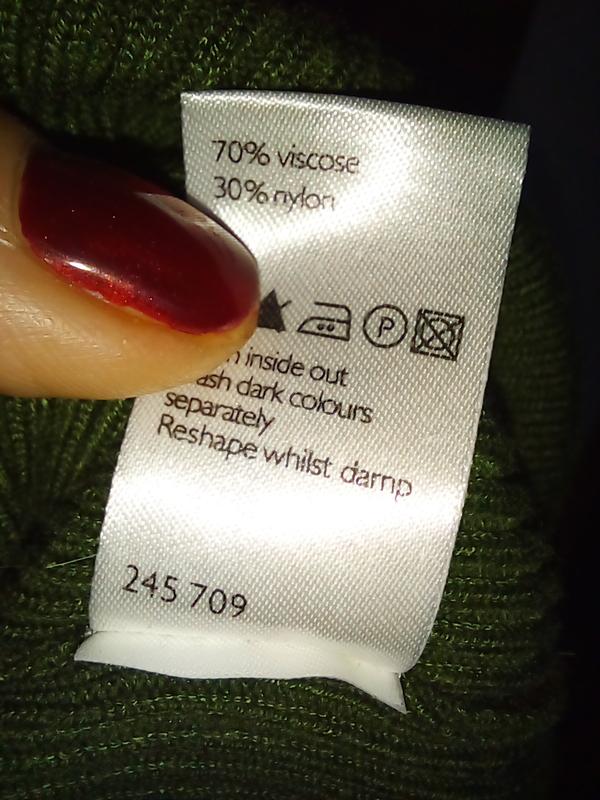 70% viscose
30% nylon
P
inside out
dark colours
separately
Reshape whilst damp
245 709